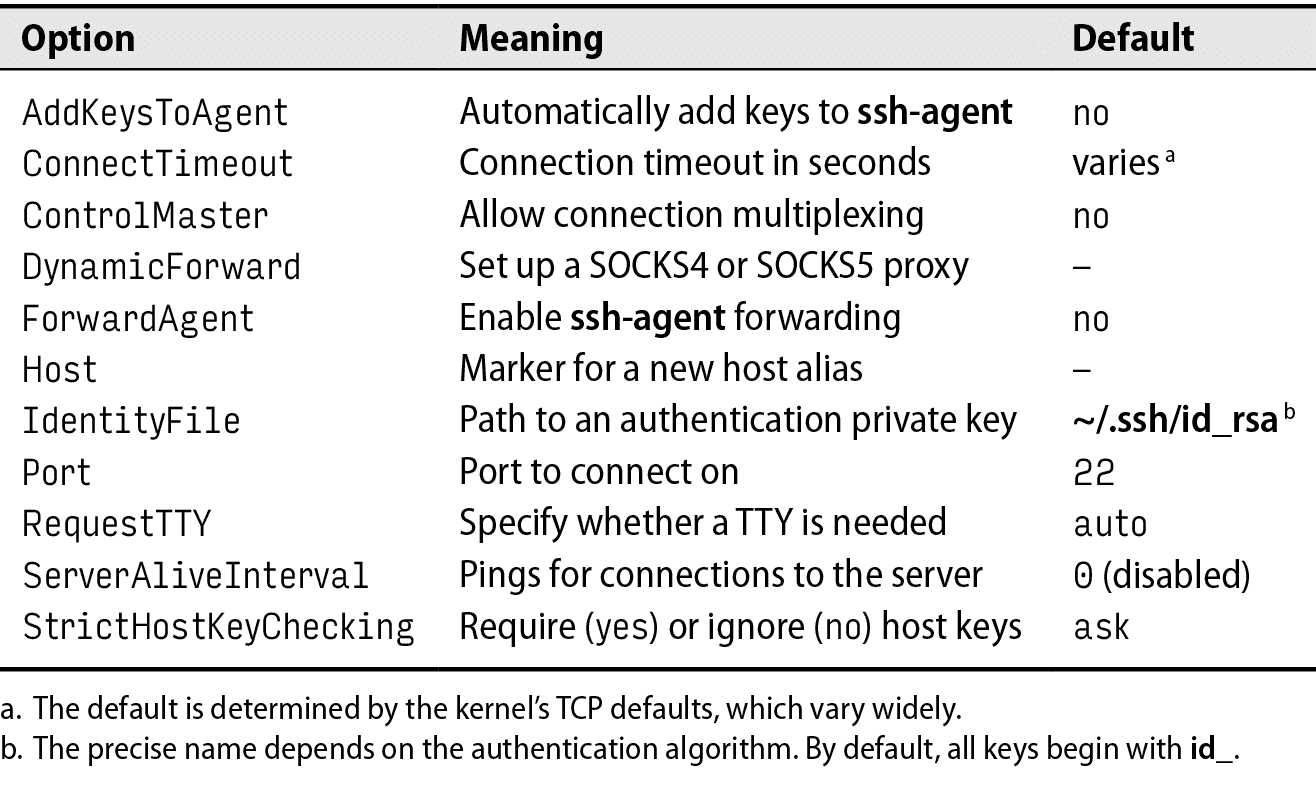 Option Meaning Default
AddKeysToAgent Automatically add keys to ssh-agent no
ConnectTimeout Connection timeout in seconds varies a
ControlMaster Allow connection multiplexing no
DynamicForward Set up a SOCKS4 or SOCKS5 proxy –
ForwardAgent Enable ssh-agent forwarding no
Host Marker for a new host alias –
IdentityFile Path to an authentication private key ~/.ssh/id_rsa b
Port Port to connect on 22
RequestTTY Specify whether a TTY is needed auto
ServerAliveInterval Pings for connections to the server 0 (disabled)
StrictHostKeyChecking Require (yes) or ignore (no) host keys ask
a. The default is determined by the kernel’s TCP defaults, which vary widely.
b. The precise name depends on the authentication algorithm. By default, all keys begin with id_.